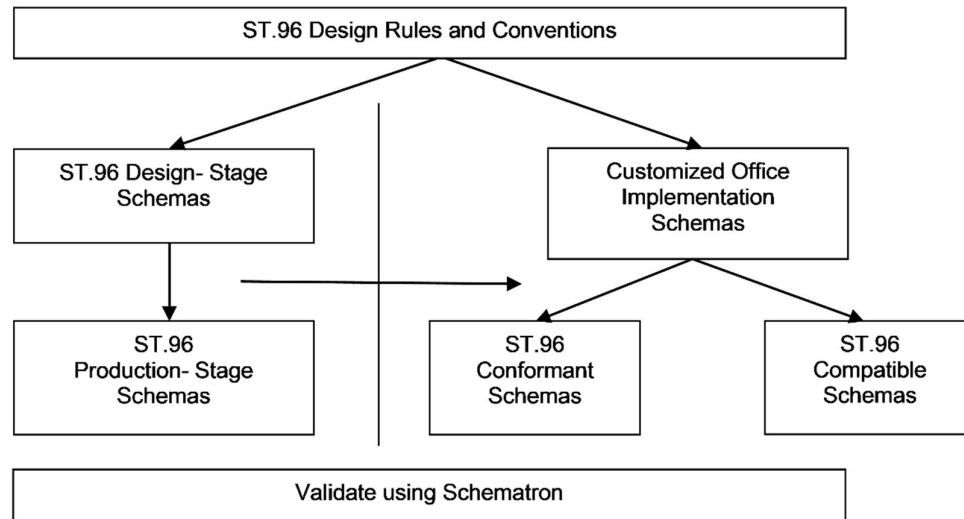 ST.96 Design Rules and Conventions
ST.96 Design- Stage
Schemas
Customized Office
Implementation
Schemas
ST.96
Production- Stage
Schemas
ST.96
Conformant
Schemas
ST.96
Compatible
Schemas
Validate using Schematron